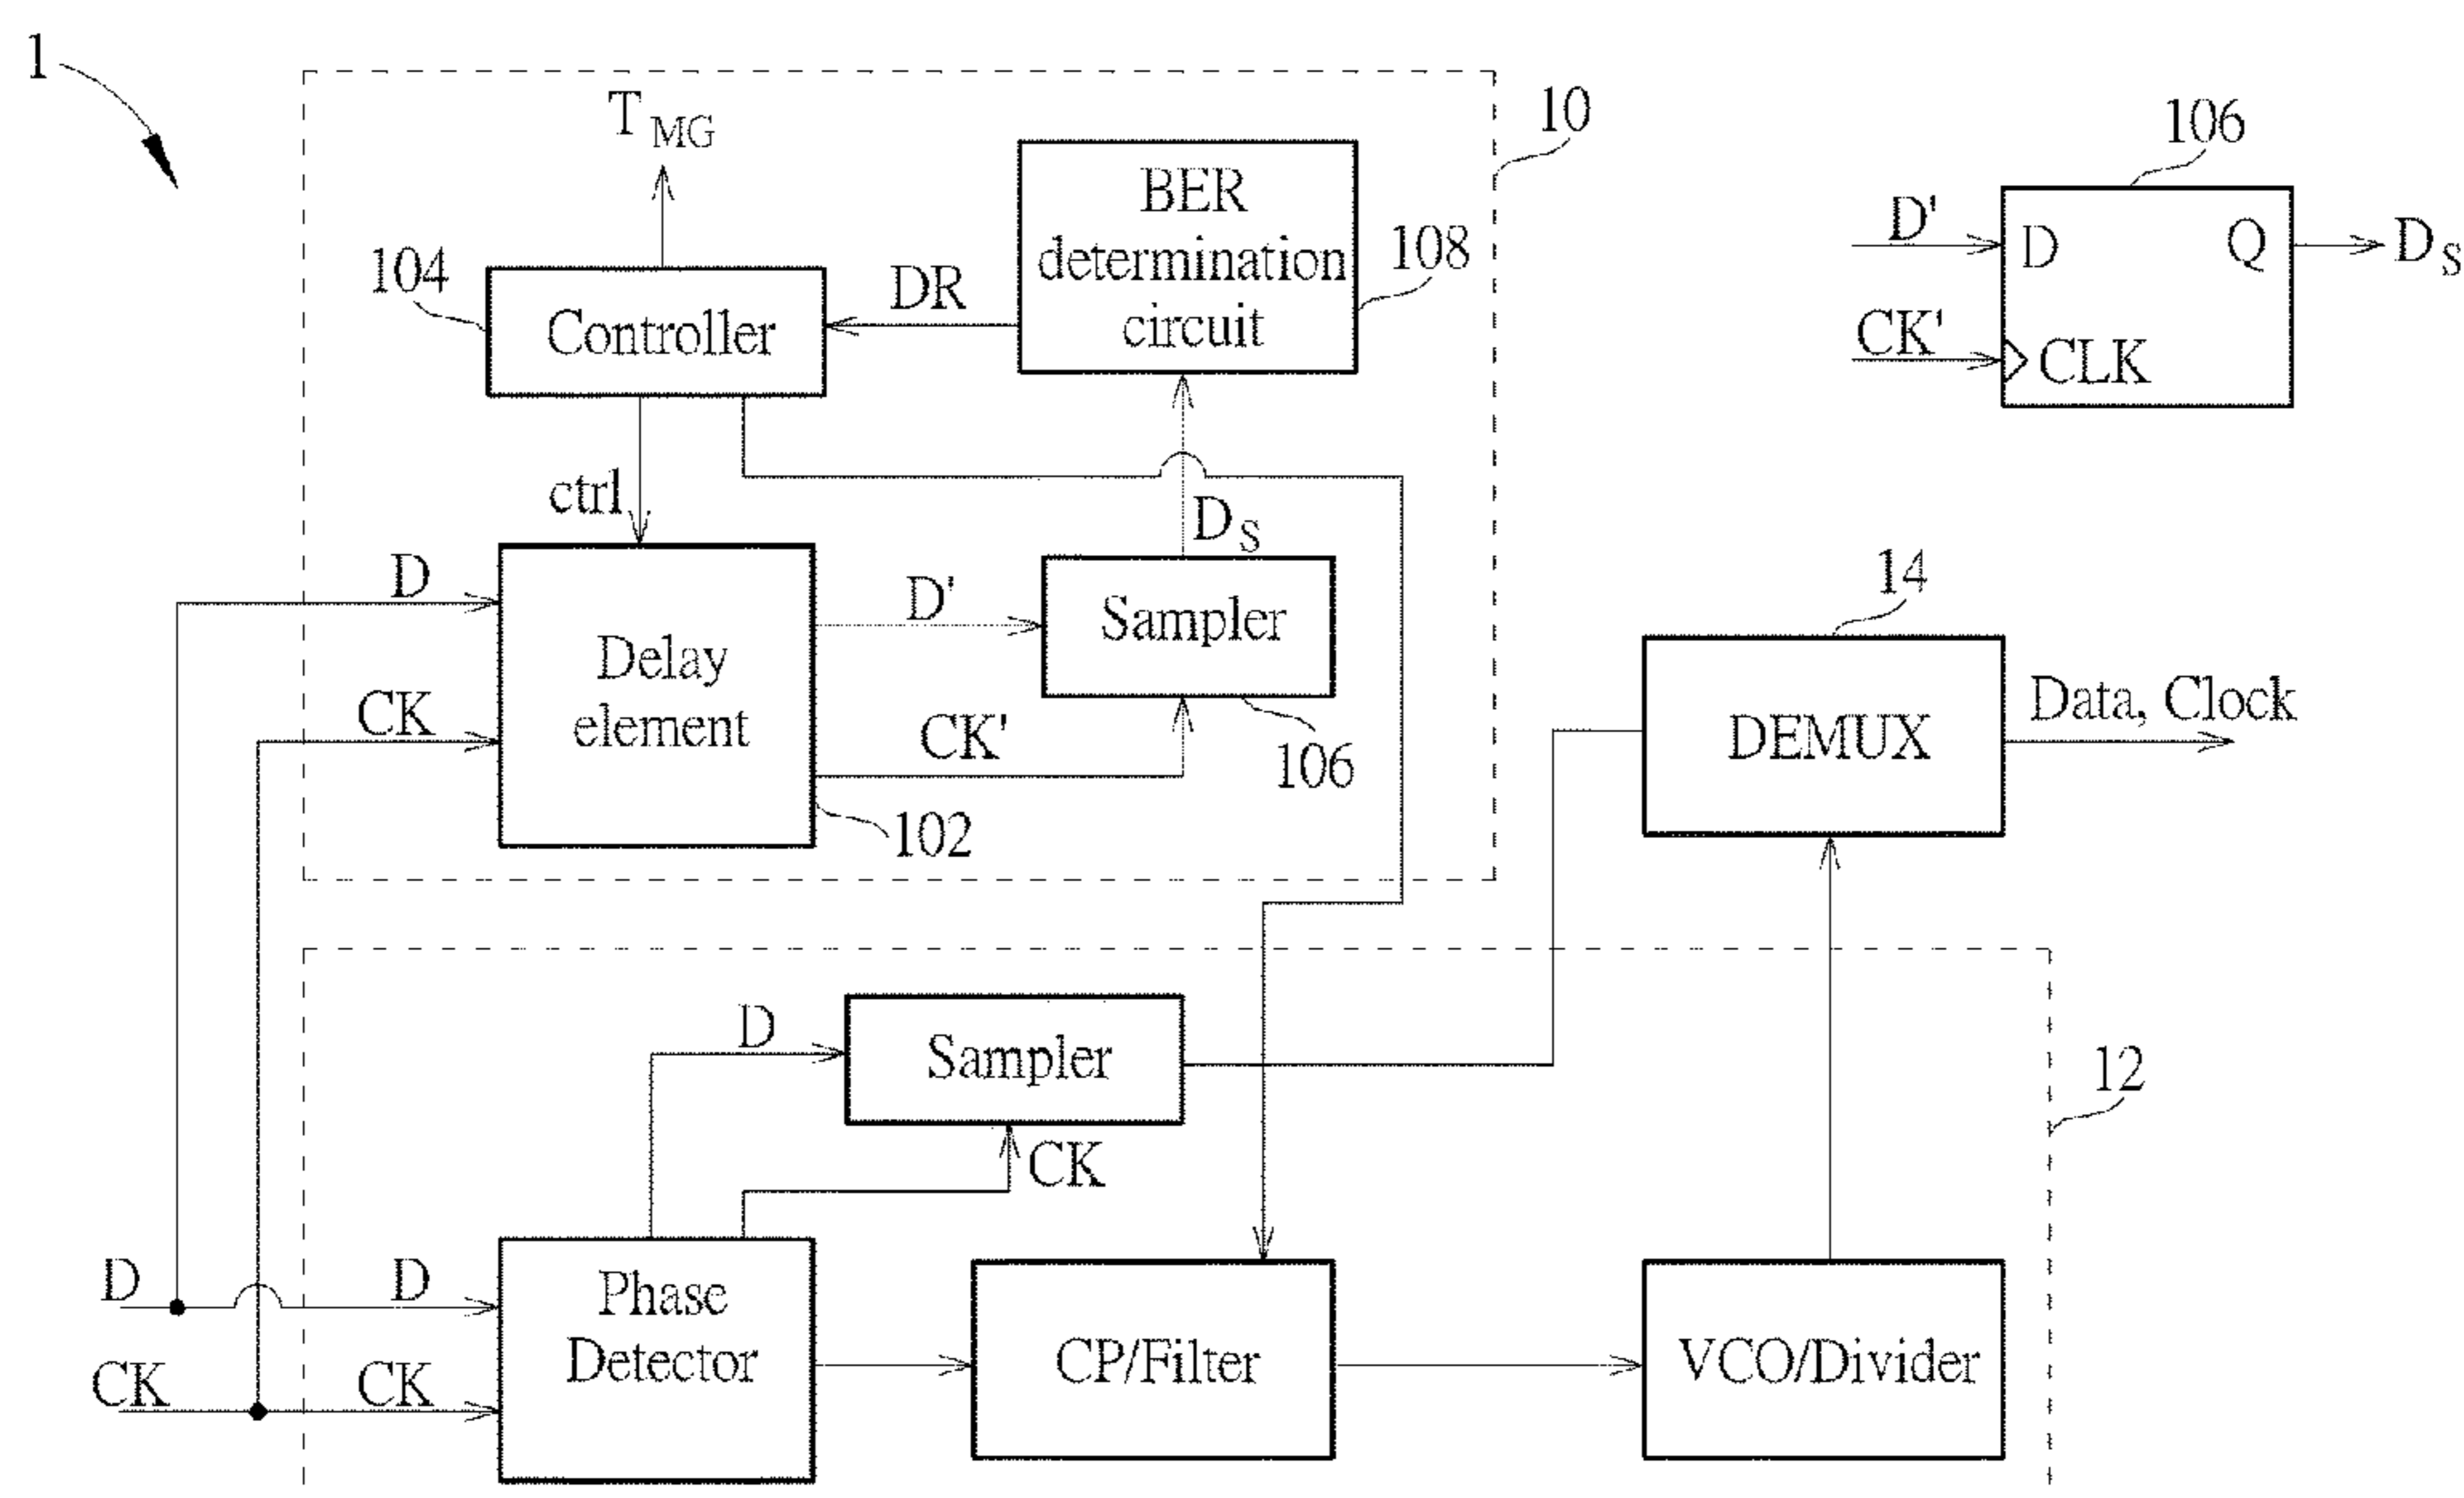 1
T MG
10
106
BER
determination
circuit
D'
D
Q
D S
104
108
DR
Controller
CK'
CLK
ctrl
D S
14
D
D'
Sampler
Delay
element
CK
CK'
106
DEMUX
Data, Clock
102
D
Sampler
12
CK
D
D
Phase
Detector
CP/Filter
VCO/Divider
CK
CK